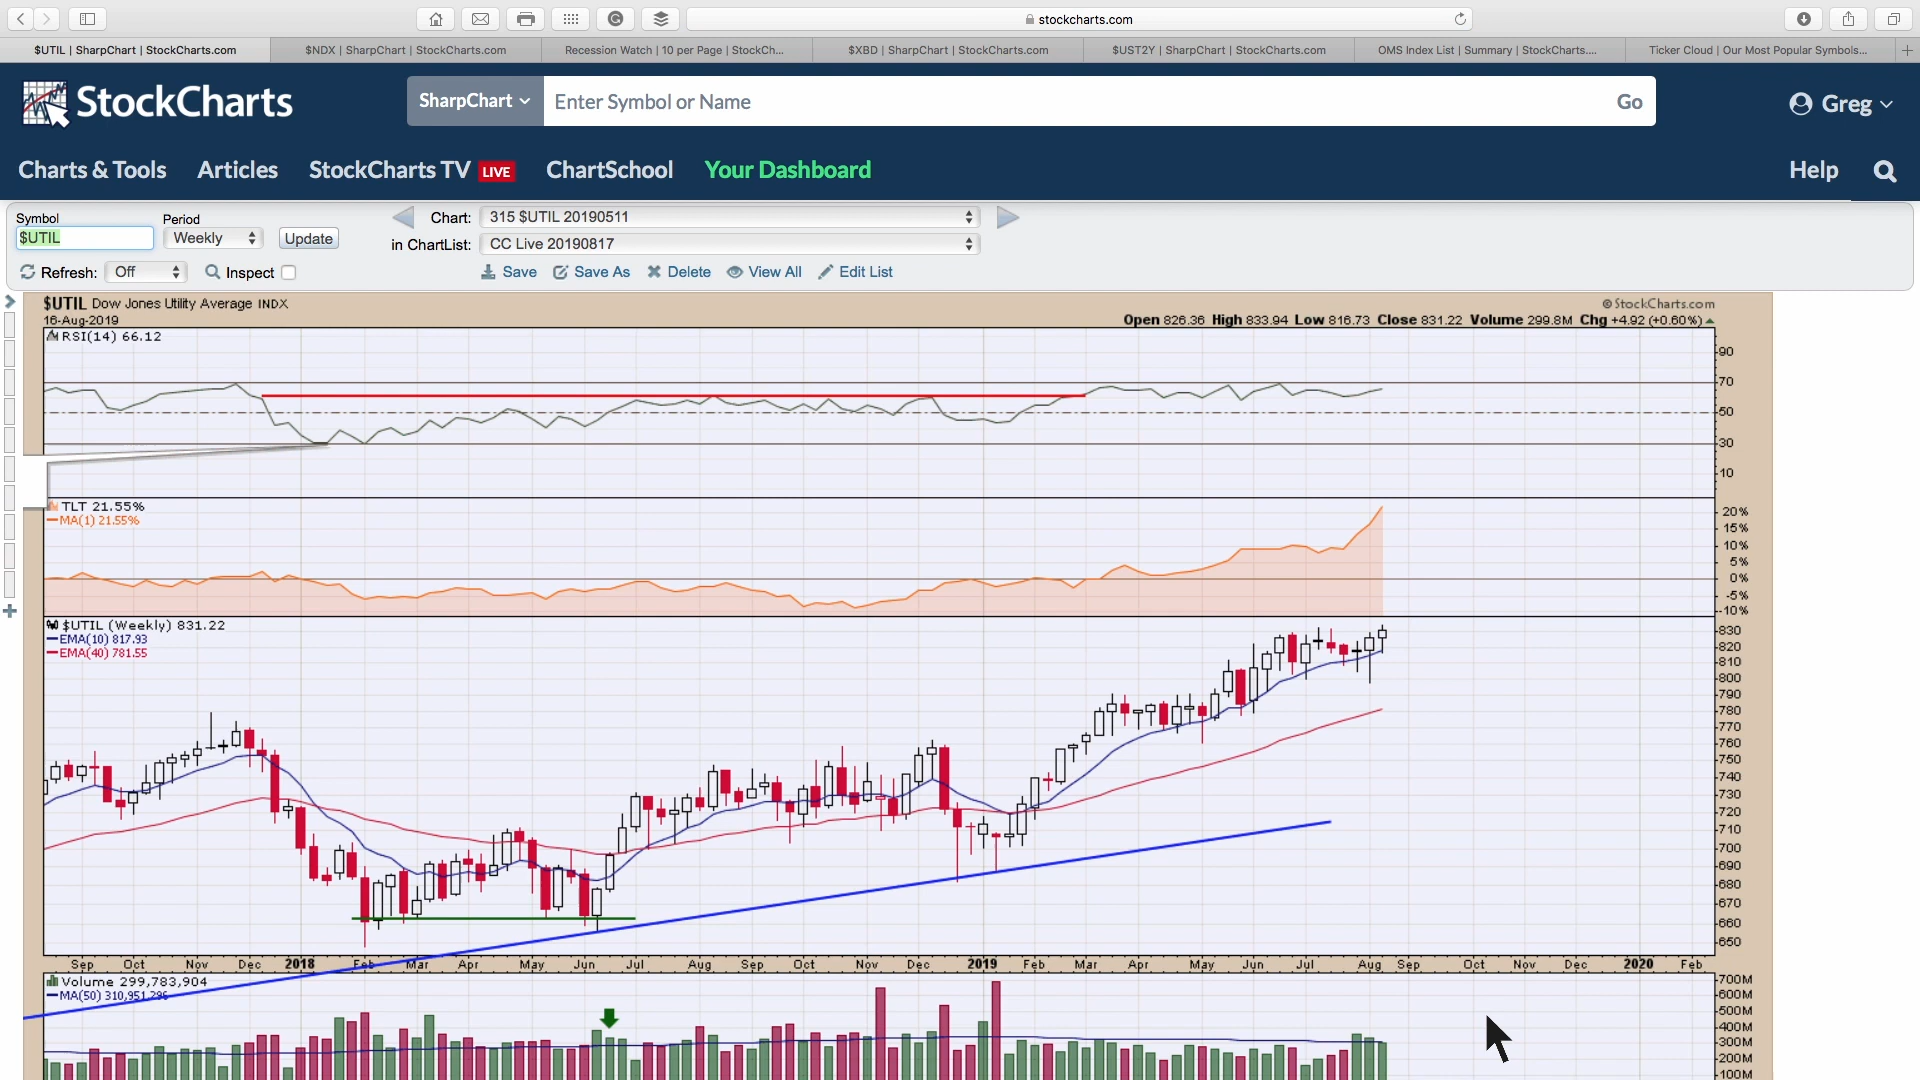 stockcharts.com
$UTIL | SharpChart | StockCharts.com
$NDX | SharpChart | StockCharts.com
Recession Watch | 10 per Page | StockCh...
$XBD | SharpChart | StockCharts.com
$UST2Y | SharpChart | StockCharts.com
OMS Index List | Summary | StockCharts....
Ticker Cloud | Our Most Popular Symbols...
StockCharts
SharpChart
Enter Symbol or Name
Go
Greg
Charts & Tools
Articles
StockCharts TV LIVE
ChartSchool
Your Dashboard
Help
Symbol
Period
Chart: 315 $UTIL 20190511
$UTIL
Weekly
Update
in ChartList: CC Live 20190817
Refresh: Off
Inspect
Save
Save As
Delete
View All
Edit List
$UTIL Dow Jones Utility Average INDX
© StockCharts.com
16-Aug-2019
Open 826.36 High 833.94 Low 816.73 Close 831.22 Volume 299.8M Chg +4.92 (+0.60%)
RSI(14) 66.12
90
70
50
30
10
TLT 21.55%
MA(1) 21.55%
20%
15%
10%
5%
0%
-5%
-10%
$UTIL (Weekly) 831.22
EMA(10) 817.93
EMA(40) 781.55
830
820
810
800
790
780
770
760
750
740
730
720
710
700
690
680
670
660
650
Sep Oct Nov Dec 2018 Feb Mar Apr May Jun Jul Aug Sep Oct Nov Dec 2019 Feb Mar Apr May Jun Jul Aug Sep Oct Nov Dec 2020 Feb
Volume 299,783,904
MA(50) 310,951,296
700M
600M
500M
400M
300M
200M
100M